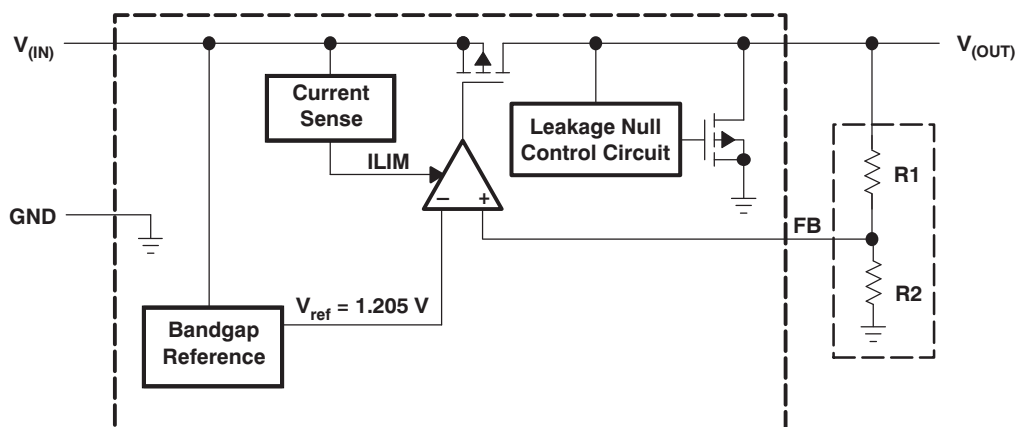 V(IN)
V(OUT)
Current
Sense
Leakage Null
Control Circuit
ILIM
R1
– +
GND
FB
R2
Vref = 1.205 V
Bandgap
Reference